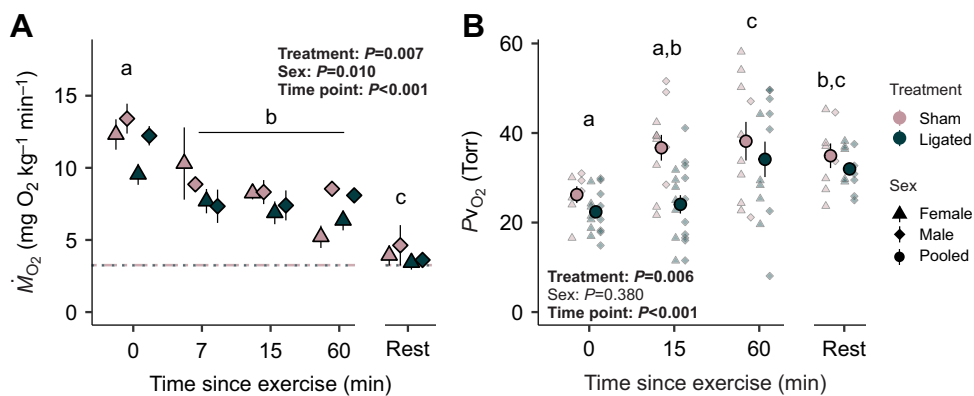 A
Treatment: P=0.007
Sex: P=0.010
Time point: P<0.001
a
b
c
15
10
5
0
ṀO₂ (mg O₂ kg⁻¹ min⁻¹)
0 7 15 60 Rest
Time since exercise (min)
B
c
a,b
b,c
a
60
40
20
0
PvO₂ (Torr)
Treatment: P=0.006
Sex: P=0.380
Time point: P<0.001
0 15 60 Rest
Time since exercise (min)
Treatment
Sham
Ligated
Sex
Female
Male
Pooled